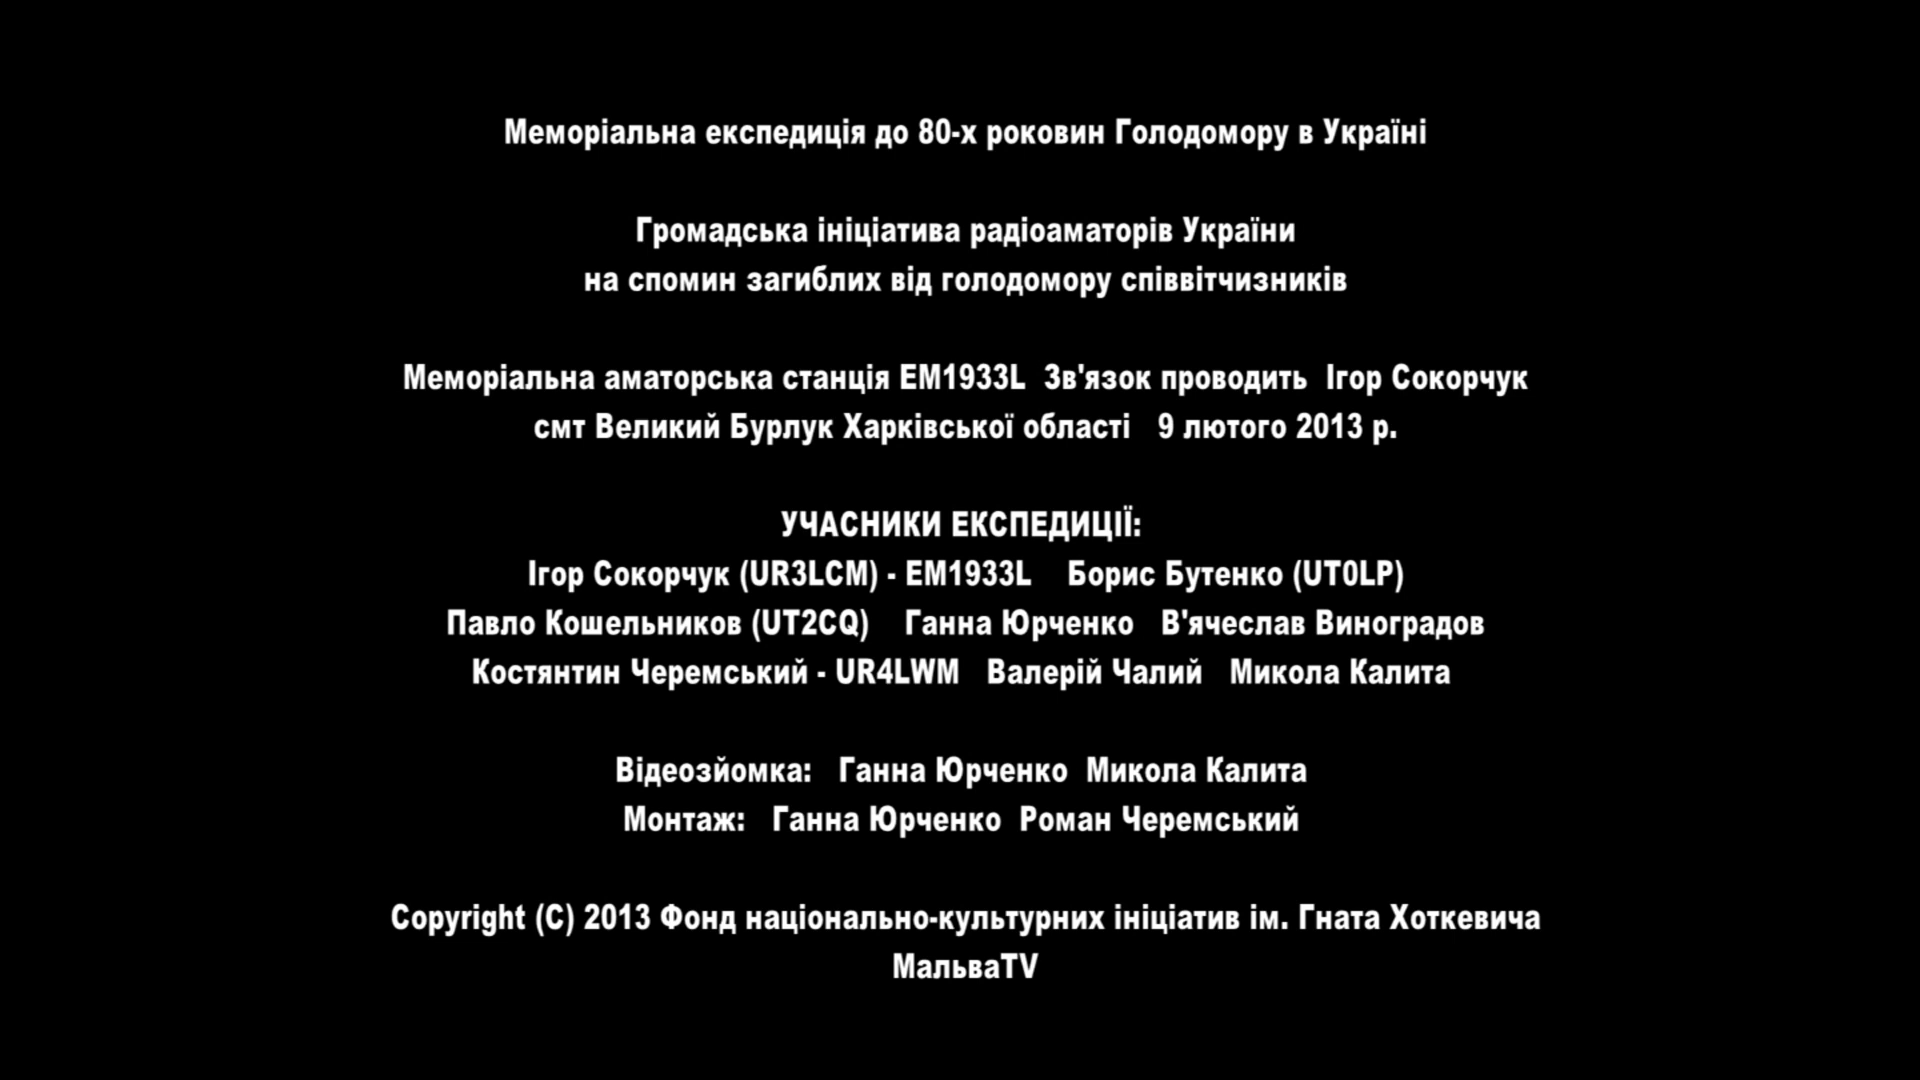 Меморіальна експедиція до 80-х роковин Голодомору в Україні
Громадська ініціатива радіоаматорів України
на спомин загиблих від голодомору співвітчизників
Меморіальна аматорська станція EM1933L Зв'язок проводить Ігор Сокорчук
смт Великий Бурлук Харківської області 9 лютого 2013 р.
УЧАСНИКИ ЕКСПЕДИЦІЇ:
Ігор Сокорчук (UR3LCM) - EM1933L Борис Бутенко (UT0LP)
Павло Кошельников (UT2CQ) Ганна Юрченко В'ячеслав Виноградов
Костянтин Черемський - UR4LWM Валерій Чалий Микола Калита
Відеозйомка: Ганна Юрченко Микола Калита
Монтаж: Ганна Юрченко Роман Черемський
Copyright (C) 2013 Фонд національно-культурних ініціатив ім. Гната Хоткевича
МальваTV